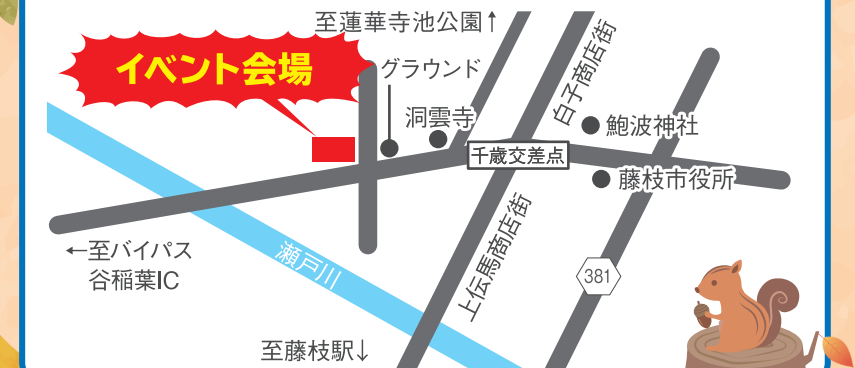 至蓮華寺池公園↑
イベント会場
グラウンド
洞雲寺
白子商店街
鮑波神社
千歳交差点
藤枝市役所
上伝馬商店街
←至バイパス
谷稲葉IC
瀬戸川
381
至藤枝駅↓